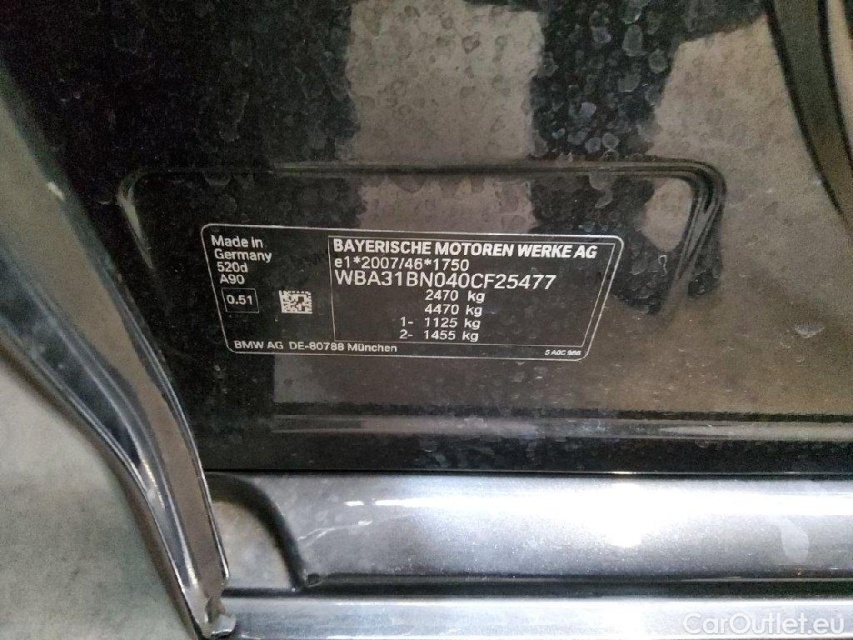 Made in
Germany
520d
A90
0.51
BAYERISCHE MOTOREN WERKE AG
e1*2007/46*1750
WBA31BN040CF25477
2470 kg
4470 kg
1- 1125 kg
2- 1455 kg
BMW AG DE-80788 München
CarOutlet.eu